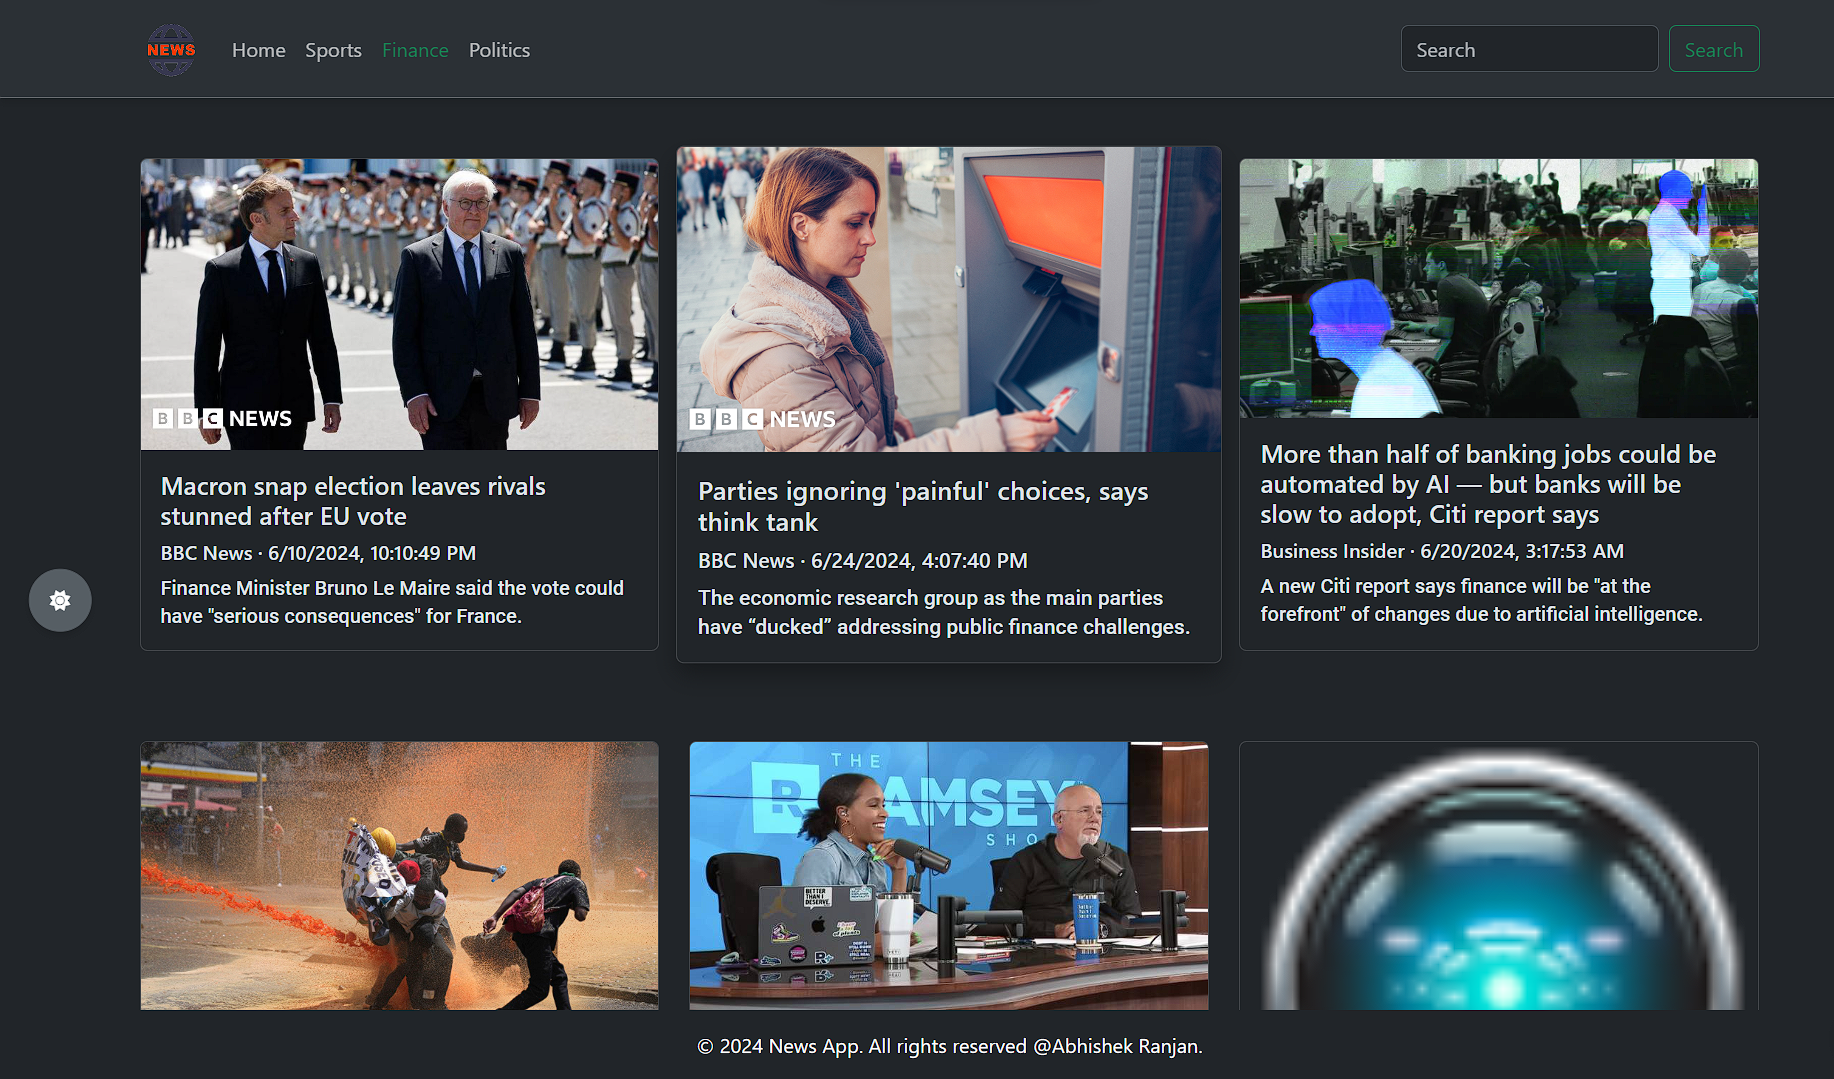 NEWS
Home Sports Finance Politics
Search Search
BBC NEWS
Macron snap election leaves rivals
stunned after EU vote
BBC News · 6/10/2024, 10:10:49 PM
Finance Minister Bruno Le Maire said the vote could
have "serious consequences" for France.
BBC NEWS
Parties ignoring 'painful' choices, says
think tank
BBC News · 6/24/2024, 4:07:40 PM
The economic research group as the main parties
have “ducked” addressing public finance challenges.
More than half of banking jobs could be
automated by AI — but banks will be
slow to adopt, Citi report says
Business Insider · 6/20/2024, 3:17:53 AM
A new Citi report says finance will be "at the
forefront" of changes due to artificial intelligence.
THE
R RAMSEY
SHO
BETTER
THAN I
DESERVE.
© 2024 News App. All rights reserved @Abhishek Ranjan.